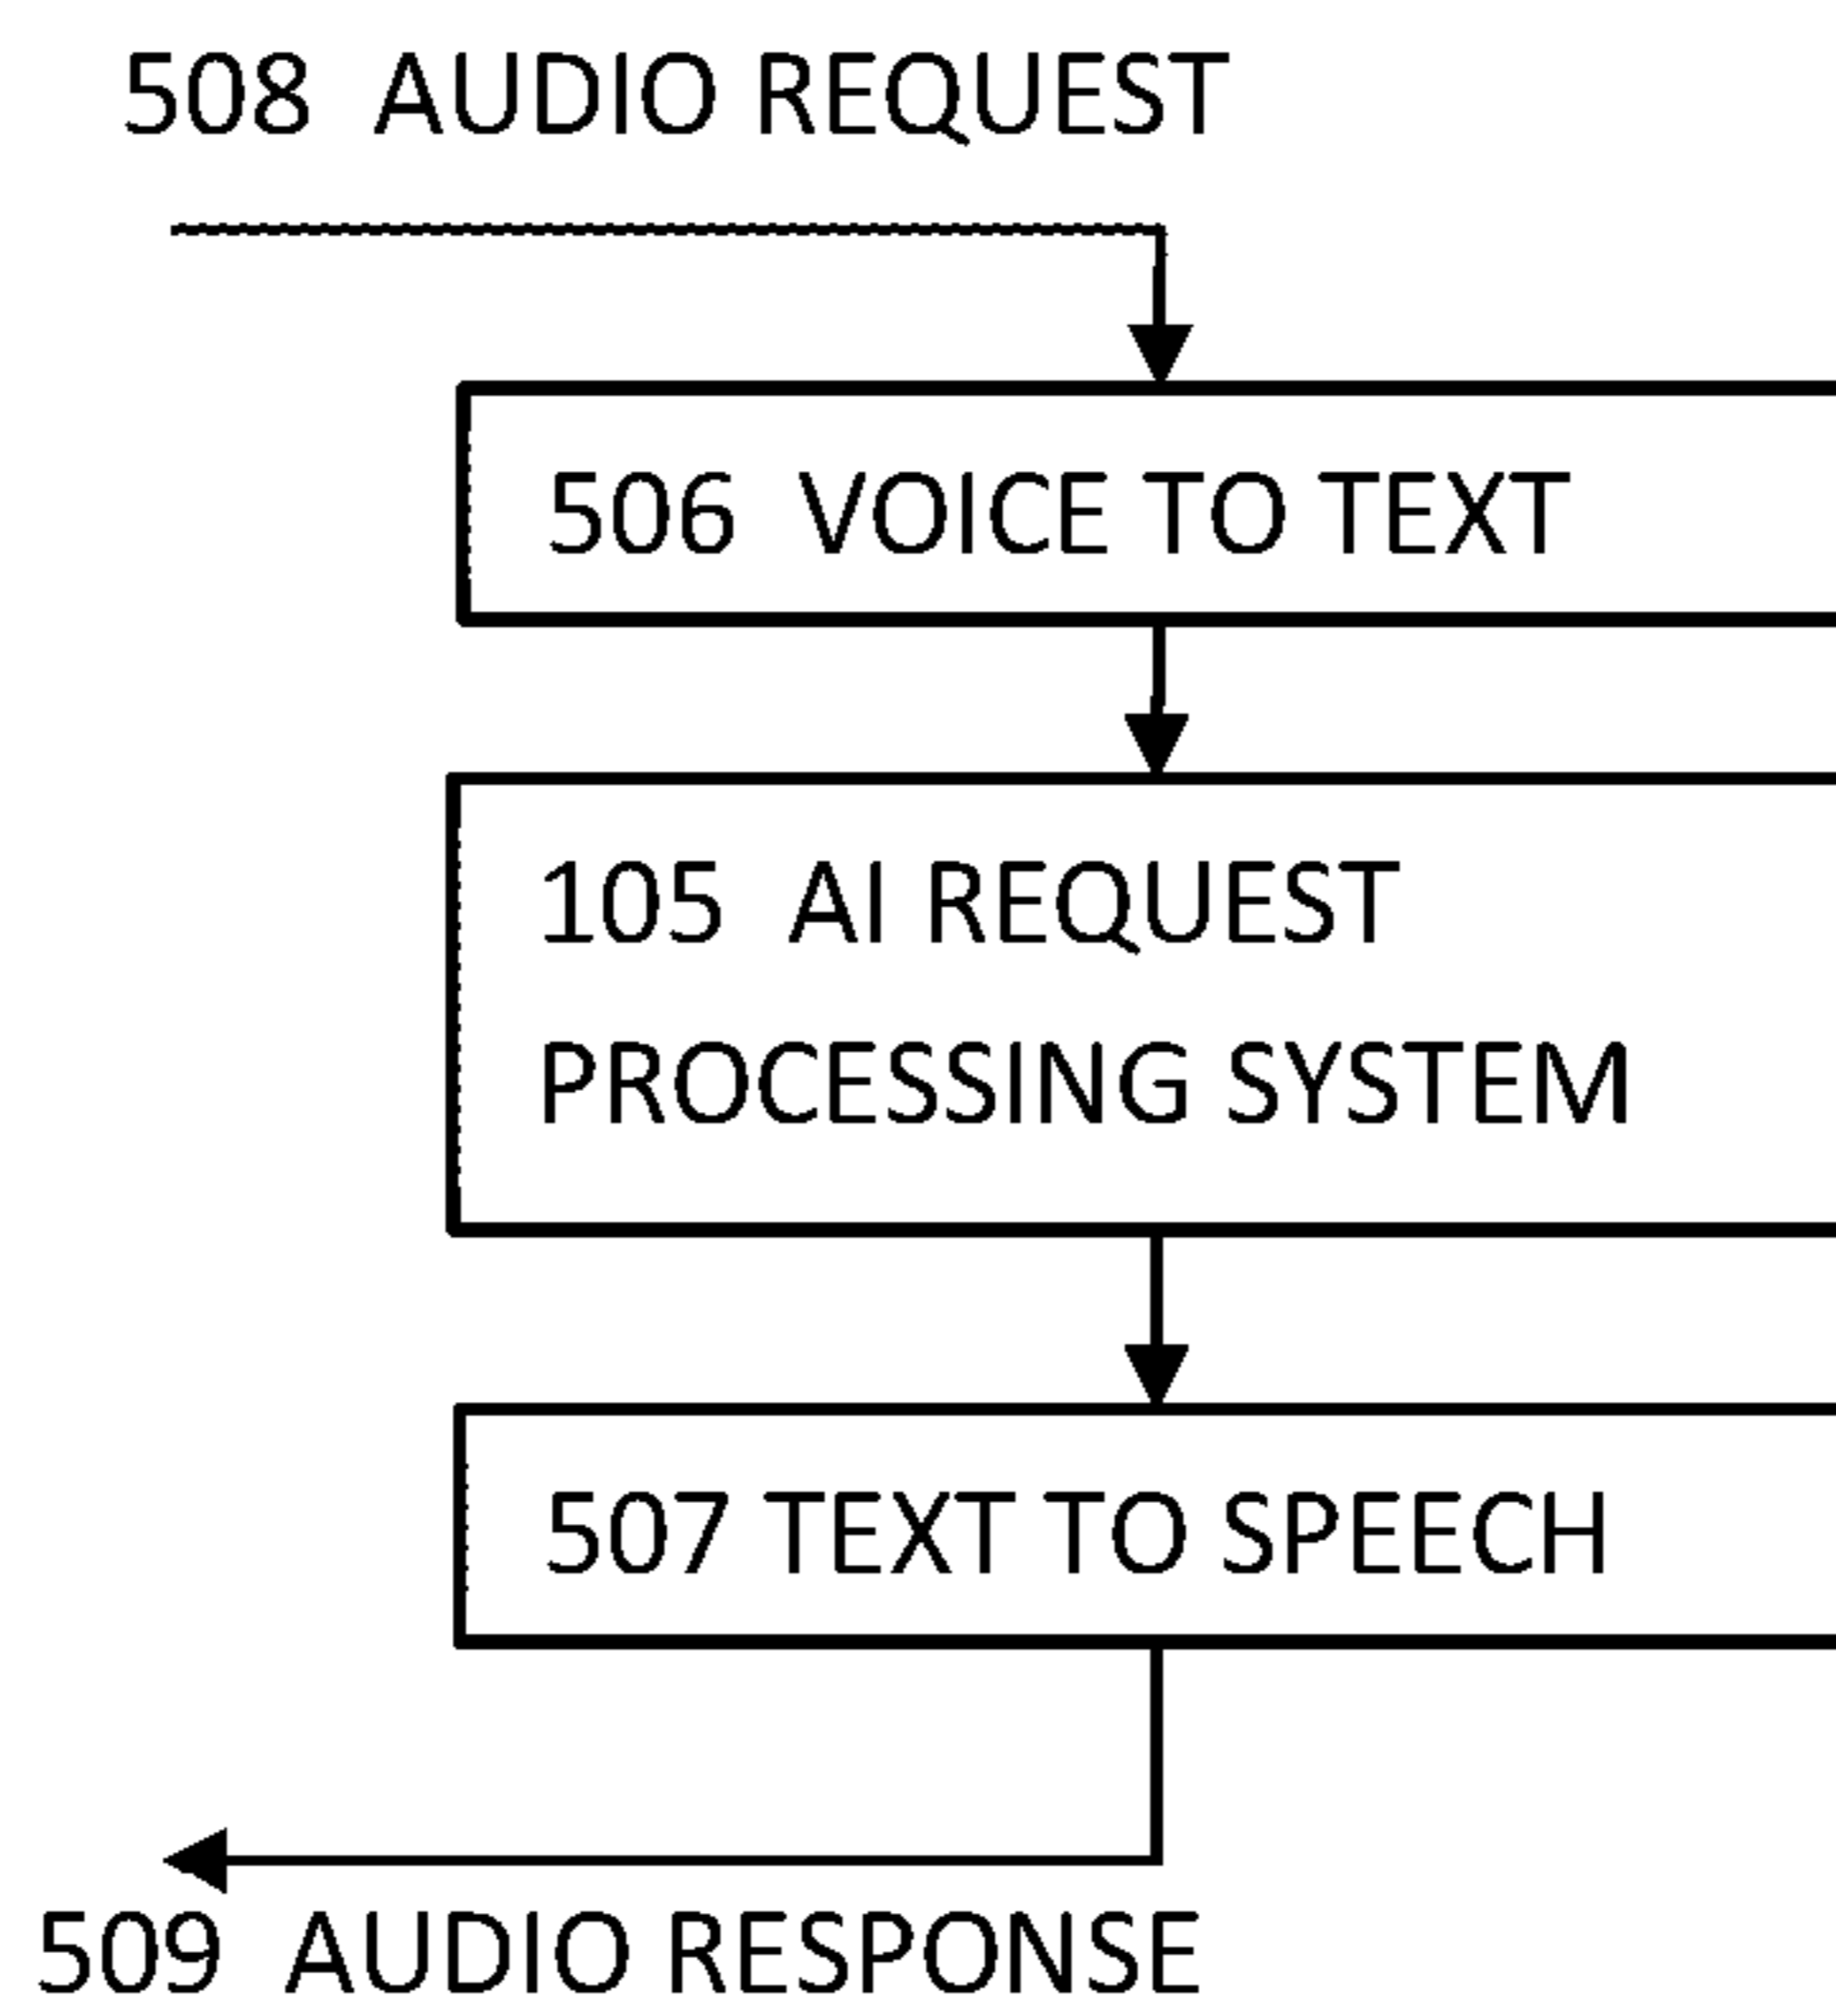 508 AUDIO REQUEST
506 VOICE TO TEXT
105 AI REQUEST
PROCESSING SYSTEM
507 TEXT TO SPEECH
509 AUDIO RESPONSE